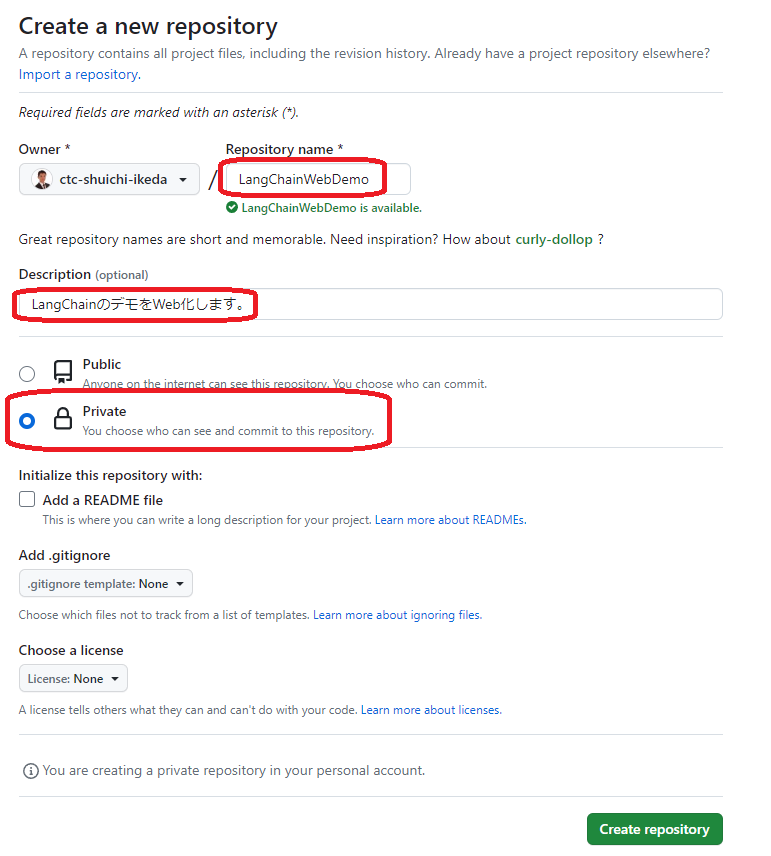 Create a new repository
A repository contains all project files, including the revision history. Already have a project repository elsewhere?
Import a repository.
Required fields are marked with an asterisk (*).
Owner * Repository name *
ctc-shuichi-ikeda / LangChainWebDemo
LangChainWebDemo is available.
Great repository names are short and memorable. Need inspiration? How about curly-dollop ?
Description (optional)
LangChainのデモをWeb化します。
Public
Anyone on the internet can see this repository. You choose who can commit.
Private
You choose who can see and commit to this repository.
Initialize this repository with:
Add a README file
This is where you can write a long description for your project. Learn more about READMEs.
Add .gitignore
.gitignore template: None
Choose which files not to track from a list of templates. Learn more about ignoring files.
Choose a license
License: None
A license tells others what they can and can't do with your code. Learn more about licenses.
You are creating a private repository in your personal account.
Create repository